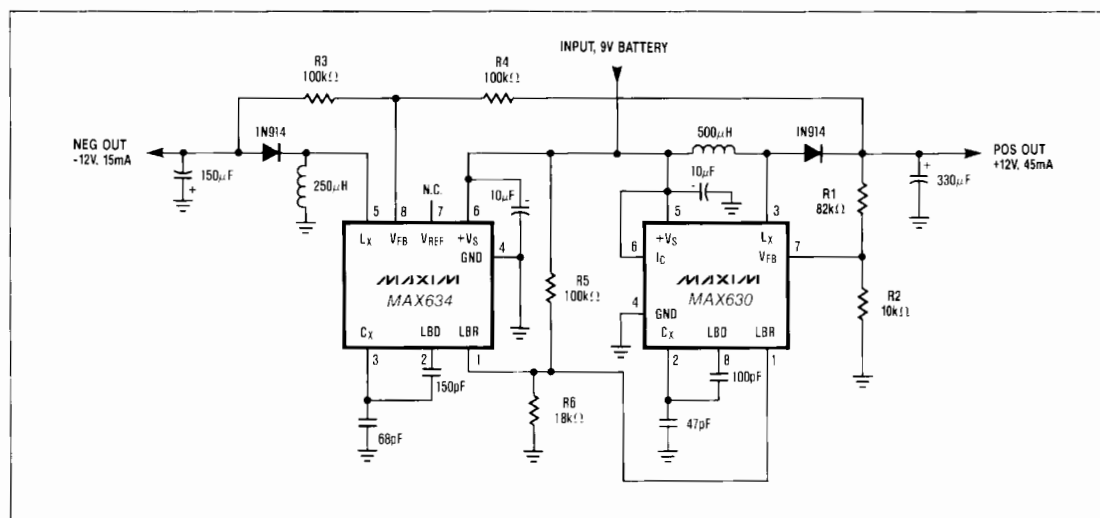 INPUT, 9V BATTERY
R3
100kΩ
R4
100kΩ
NEG OUT
-12V, 15mA
1N914
150µF
+
250µH
N.C.
10µF
-
500µH
1N914
10µF
-
POS OUT
+12V, 45mA
+
330µF
R1
82kΩ
R2
10kΩ
5
8
7
6
LX
VFB
VREF
+VS
GND
4
MAXIM
MAX634
CX
LBD
LBR
3
2
1
150pF
68pF
R5
100kΩ
R6
18kΩ
5
3
+VS
LX
6
IC
VFB
7
MAXIM
MAX630
4
GND
CX
LBD
LBR
2
8
1
100pF
47pF